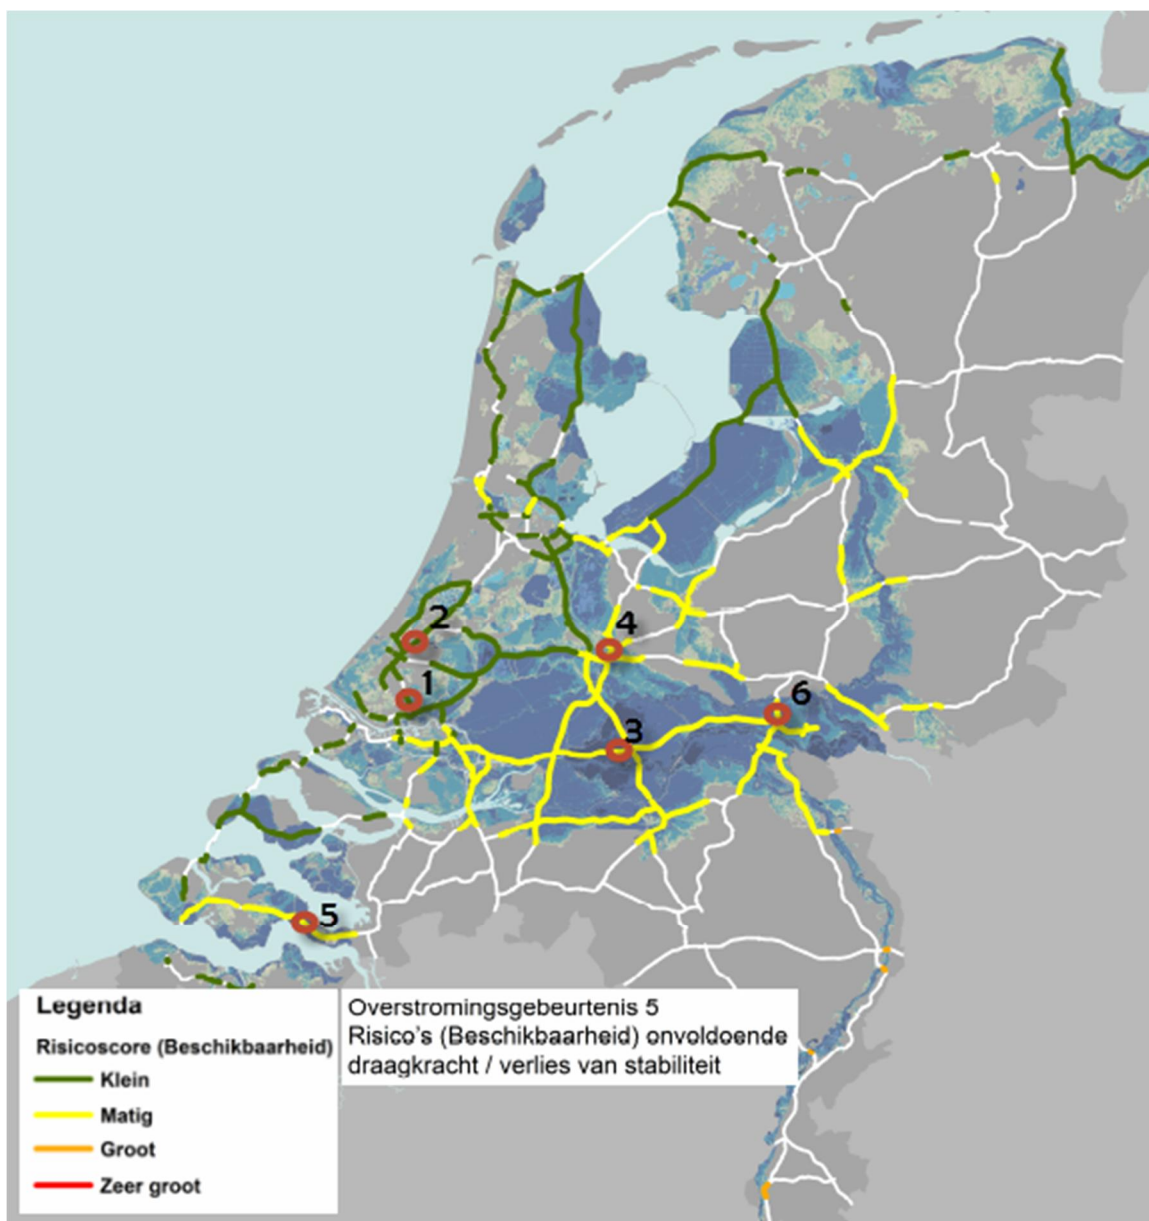 2
4
1
6
3
5
Legenda
Risicoscore (Beschikbaarheid)
Klein
Matig
Groot
Zeer groot
Overstromingsgebeurtenis 5
Risico's (Beschikbaarheid) onvoldoende
draagkracht / verlies van stabiliteit